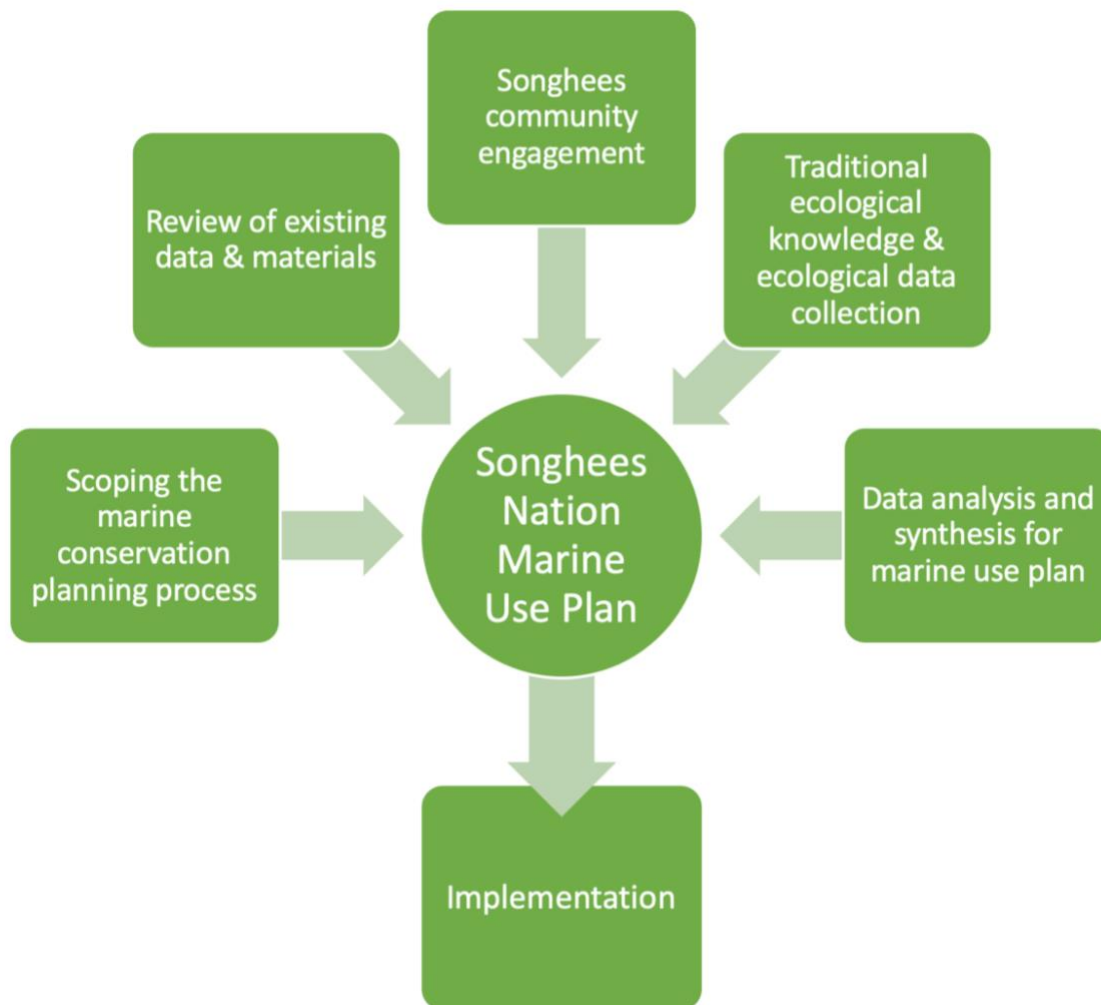 Songhees
community
engagement
Review of existing
data & materials
Traditional
ecological
knowledge &
ecological data
collection
Scoping the
marine
conservation
planning process
Songhees
Nation
Marine
Use Plan
Data analysis and
synthesis for
marine use plan
Implementation